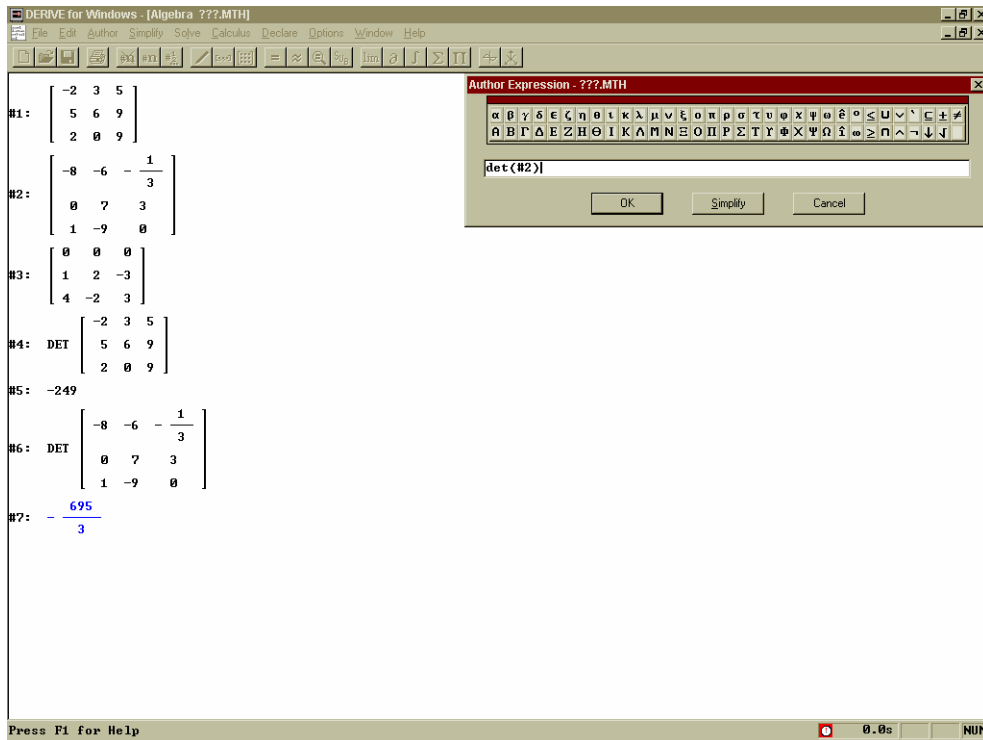 DERIVE for Windows - [Algebra ???.MTH]
File Edit Author Simplify Solve Calculus Declare Options Window Help
lim ∂ ∫ Σ Π
#1: [ -2 3 5
5 6 9
2 0 9 ]
#2: [ -8 -6 - 1/3
0 7 3
1 -9 0 ]
#3: [ 0 0 0
1 2 -3
4 -2 3 ]
#4: DET [ -2 3 5
5 6 9
2 0 9 ]
#5: -249
#6: DET [ -8 -6 - 1/3
0 7 3
1 -9 0 ]
#7: - 695/3
Author Expression - ???.MTH
α β γ δ ε ζ η θ ι κ λ μ ν ξ ο π ρ σ τ υ φ χ ψ ω ê º ≤ ∪ ∨ ` ⊆ ± ≠
Α Β Γ Δ Ε Ζ Η Θ Ι Κ Λ Μ Ν Ξ Ο Π Ρ Σ Τ Υ Φ Χ Ψ Ω î ∞ ≥ ∩ ∧ ¬ ↓ √
det(#2)
OK Simplify Cancel
Press F1 for Help 0.0s NUM